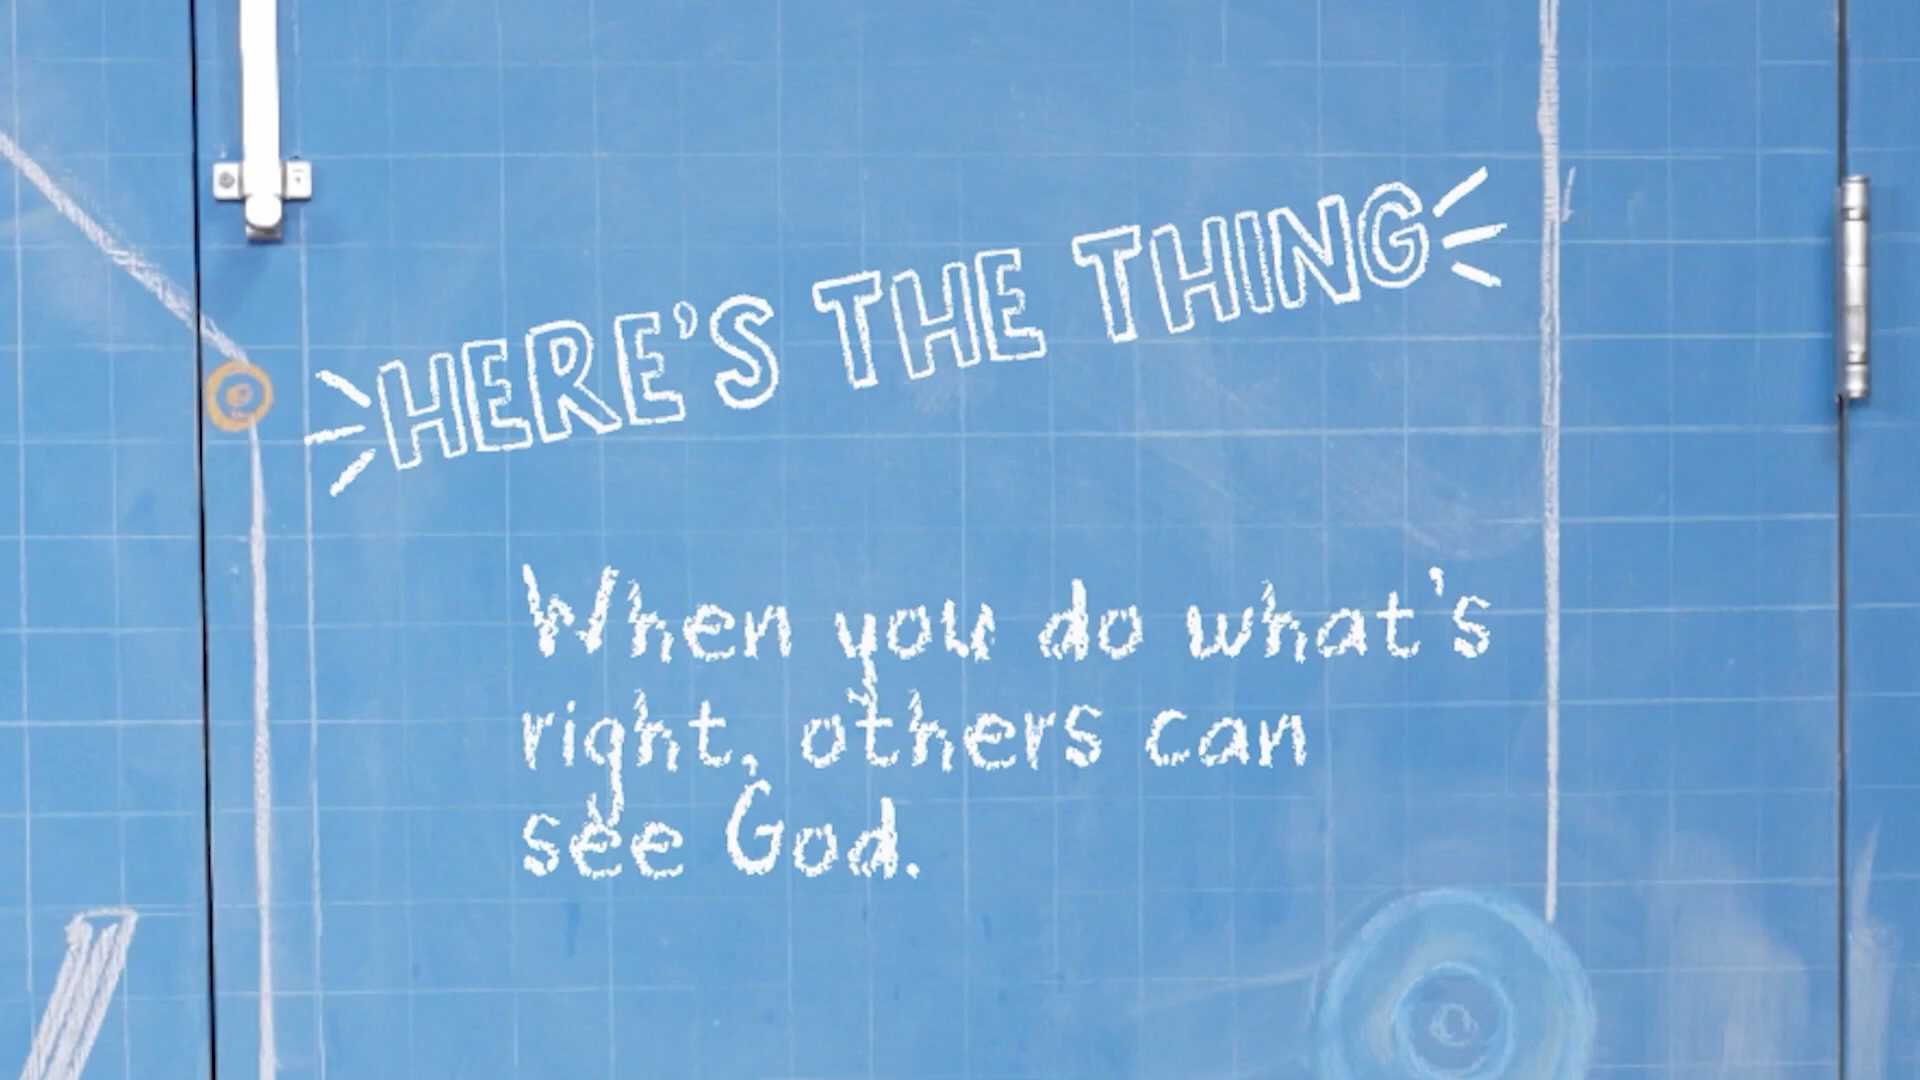 HERE'S THE THING
When you do what's
right, others can
see God.